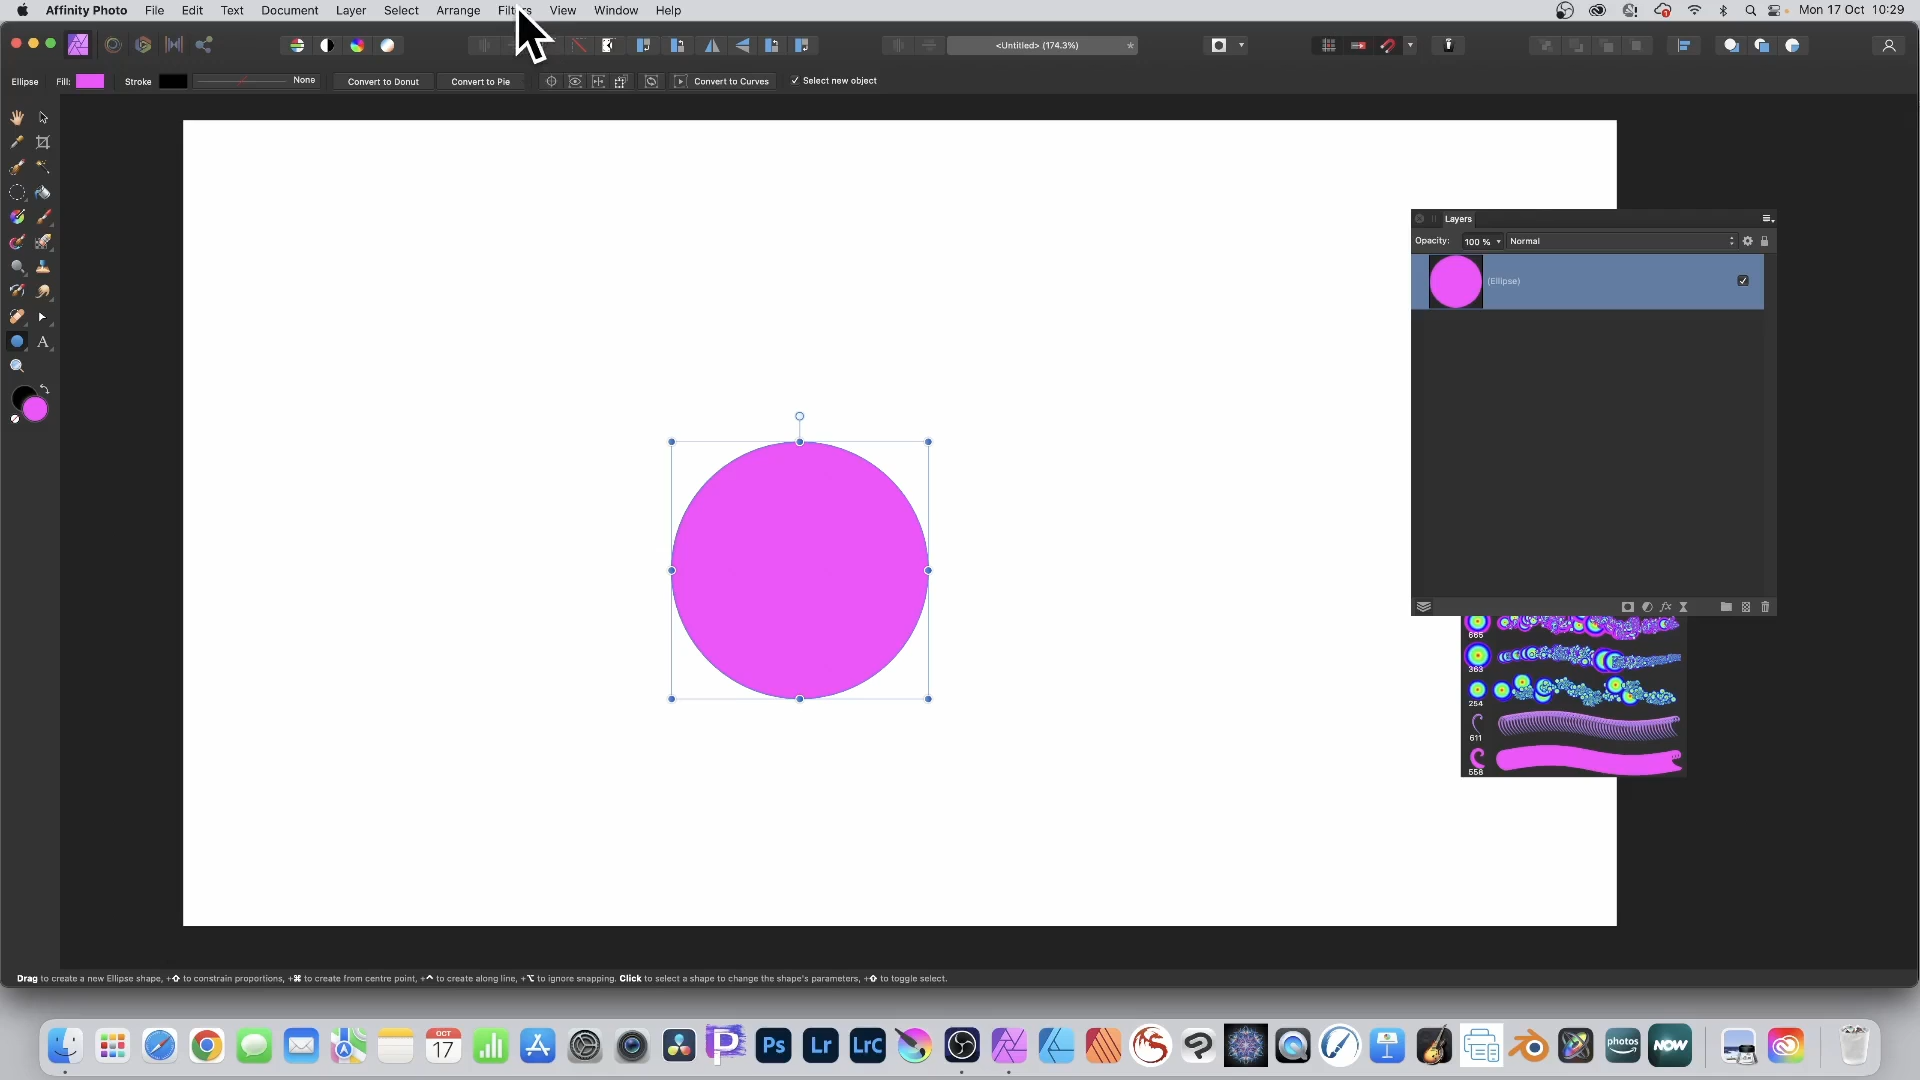 Affinity Photo File Edit Text Document Layer Select Arrange Filters View Window Help Mon 17 Oct 10:29
<Untitled> (174.3%) *
Ellipse Fill: Stroke None Convert to Donut Convert to Pie Convert to Curves Select new object
Layers
Opacity: 100 % Normal
(Ellipse)
665
363
254
611
558
Drag to create a new Ellipse shape, +⇧ to constrain proportions, +⌘ to create from centre point, +^ to create along line, +⌥ to ignore snapping. Click to select a shape to change the shape's parameters, +⇧ to toggle select.
OCT
17
Ps Lr LrC photos NOW